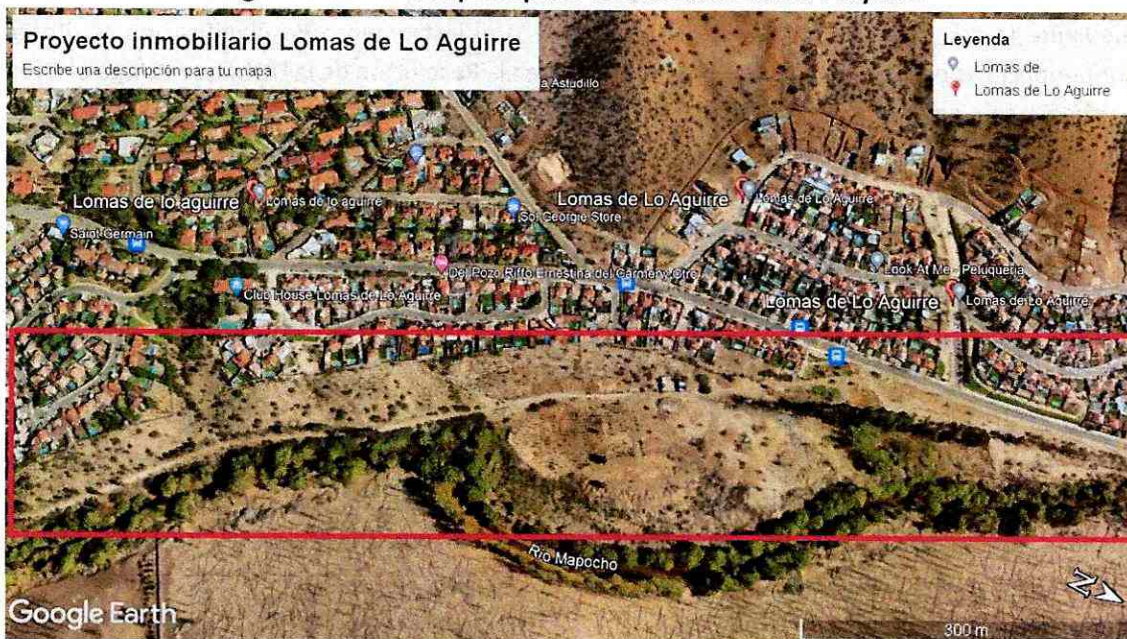 Proyecto inmobiliario Lomas de Lo Aguirre
Escribe una descripción para tu mapa.
Leyenda
Lomas de
Lomas de Lo Aguirre
a Astudillo
Lomas de lo aguirre
Lomas de lo aguirre
Lomas de Lo Aguirre
Lomas de Lo Aguirre
Saint Germain
Sol Georgie Store
Del Pozo Riffo Ernestina del Carmen y Otro
Look At Me - Peluqueria
Club House Lomas de Lo Aguirre
Lomas de Lo Aguirre
Lomas de Lo Aguirre
Río Mapocho
N
Google Earth
300 m